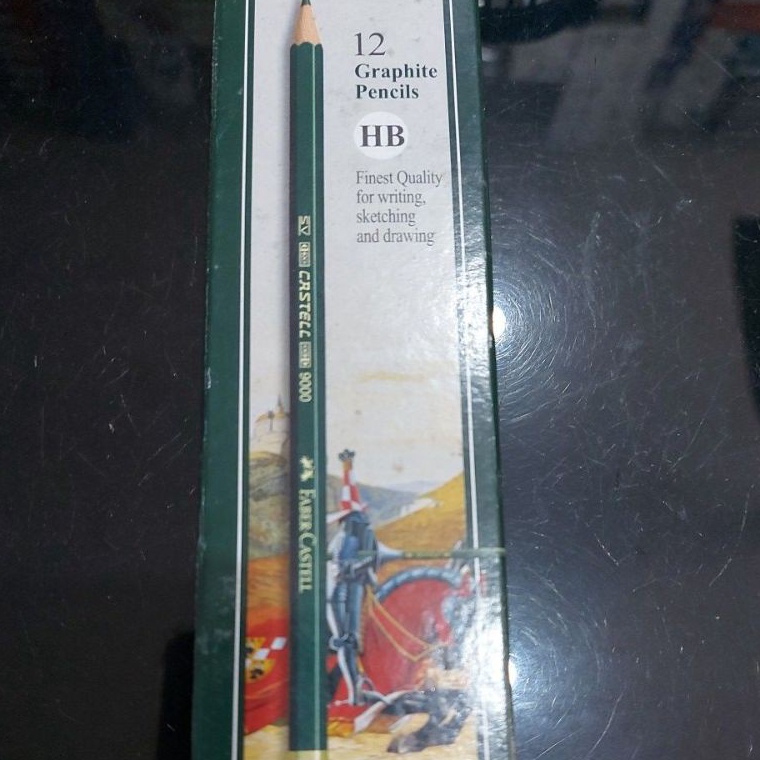 12
Graphite
Pencils
HB
Finest Quality
for writing,
sketching
and drawing
CASTELL 9000
FABER CASTELL